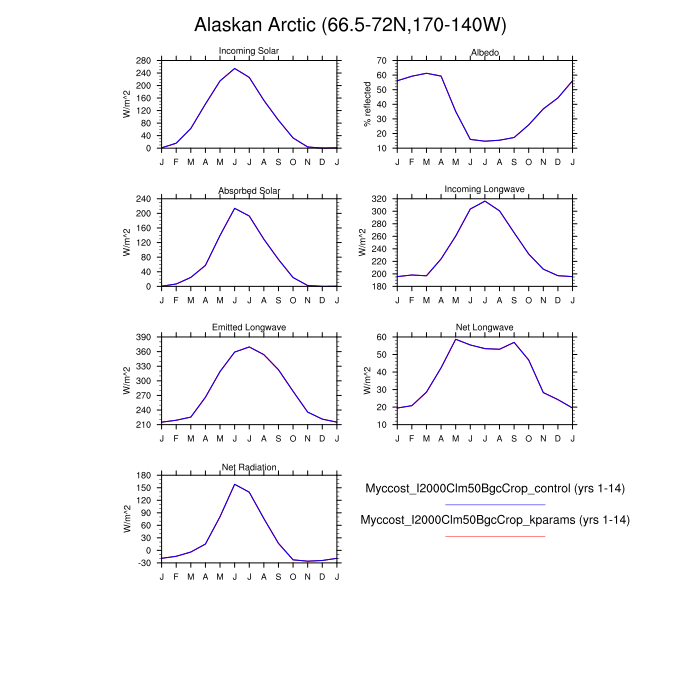 Alaskan Arctic (66.5-72N,170-140W)
Incoming Solar
W/m^2
280
240
200
160
120
80
40
0
J F M A M J J A S O N D J
Albedo
% reflected
70
60
50
40
30
20
10
J F M A M J J A S O N D J
Absorbed Solar
W/m^2
240
200
160
120
80
40
0
J F M A M J J A S O N D J
Incoming Longwave
W/m^2
320
300
280
260
240
220
200
180
J F M A M J J A S O N D J
Emitted Longwave
W/m^2
390
360
330
300
270
240
210
J F M A M J J A S O N D J
Net Longwave
W/m^2
60
50
40
30
20
10
J F M A M J J A S O N D J
Net Radiation
W/m^2
180
150
120
90
60
30
0
-30
J F M A M J J A S O N D J
Myccost_I2000Clm50BgcCrop_control (yrs 1-14)
Myccost_I2000Clm50BgcCrop_kparams (yrs 1-14)